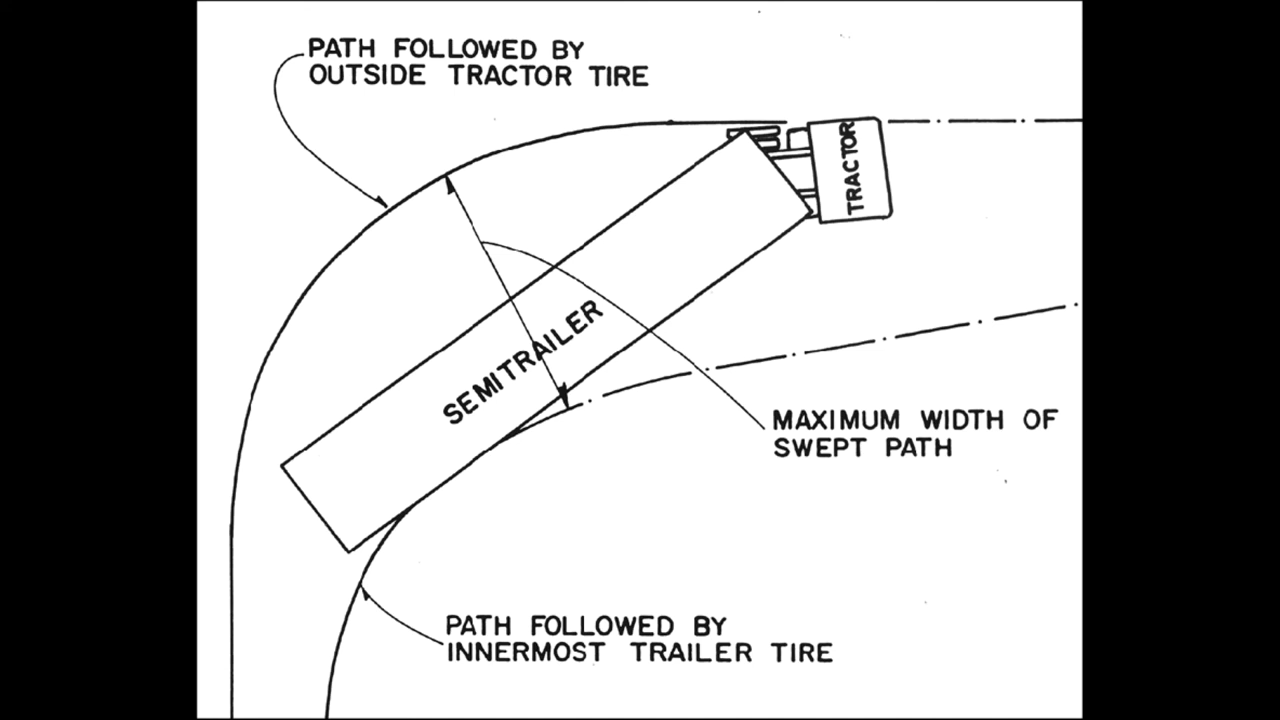 PATH FOLLOWED BY
OUTSIDE TRACTOR TIRE
TRACTOR
SEMITRAILER
MAXIMUM WIDTH OF
SWEPT PATH
PATH FOLLOWED BY
INNERMOST TRAILER TIRE